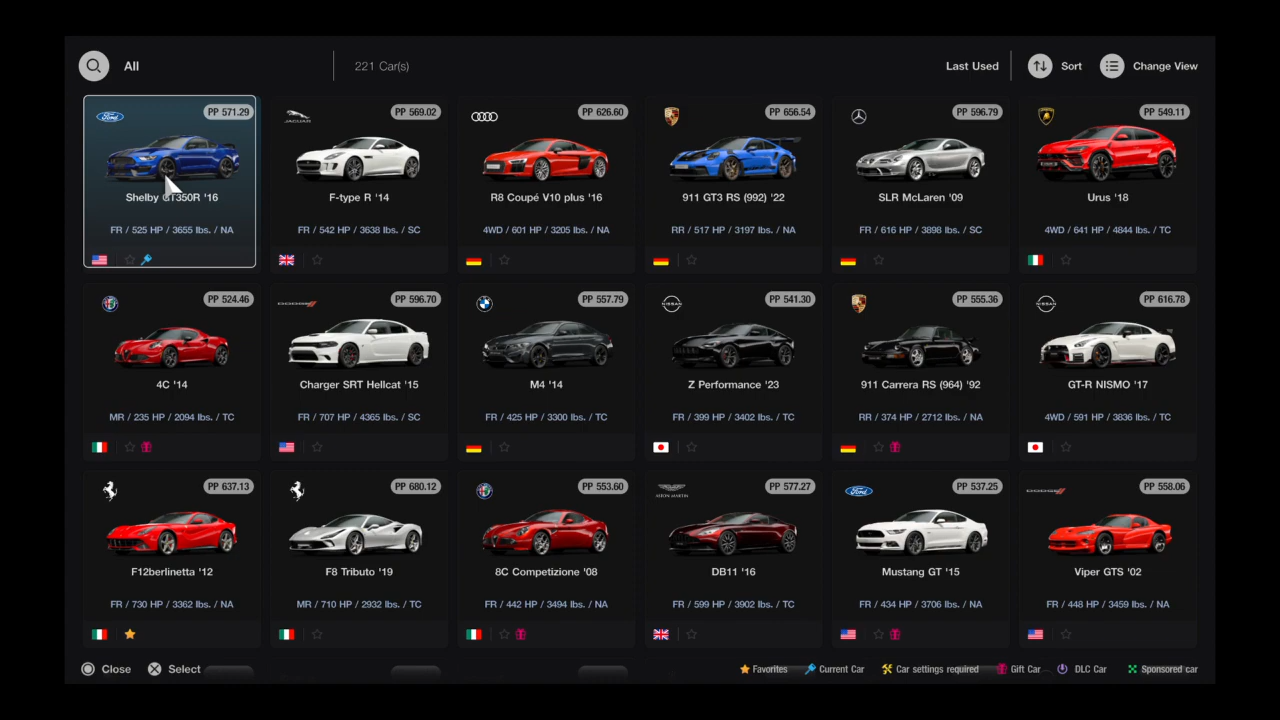 All
221 Car(s)
Last Used
Sort
Change View
Ford
PP 571.29
Shelby GT350R '16
FR / 525 HP / 3655 lbs. / NA
JAGUAR
PP 569.02
F-type R '14
FR / 542 HP / 3638 lbs. / SC
PP 626.60
R8 Coupé V10 plus '16
4WD / 601 HP / 3205 lbs. / NA
PP 656.54
911 GT3 RS (992) '22
RR / 517 HP / 3197 lbs. / NA
PP 596.79
SLR McLaren '09
FR / 616 HP / 3898 lbs. / SC
PP 549.11
Urus '18
4WD / 641 HP / 4844 lbs. / TC
PP 524.46
4C '14
MR / 235 HP / 2094 lbs. / TC
DODGE
PP 596.70
Charger SRT Hellcat '15
FR / 707 HP / 4365 lbs. / SC
PP 557.79
M4 '14
FR / 425 HP / 3300 lbs. / TC
NISSAN
PP 541.30
Z Performance '23
FR / 399 HP / 3402 lbs. / TC
PP 555.36
911 Carrera RS (964) '92
RR / 374 HP / 2712 lbs. / NA
NISSAN
PP 616.78
GT-R NISMO '17
4WD / 591 HP / 3836 lbs. / TC
PP 637.13
F12berlinetta '12
FR / 730 HP / 3362 lbs. / NA
PP 680.12
F8 Tributo '19
MR / 710 HP / 2932 lbs. / TC
PP 553.60
8C Competizione '08
FR / 442 HP / 3494 lbs. / NA
ASTON MARTIN
PP 577.27
DB11 '16
FR / 599 HP / 3902 lbs. / TC
Ford
PP 537.25
Mustang GT '15
FR / 434 HP / 3706 lbs. / NA
DODGE
PP 558.06
Viper GTS '02
FR / 448 HP / 3459 lbs. / NA
Close
Select
Favorites
Current Car
Car settings required
Gift Car
DLC Car
Sponsored car